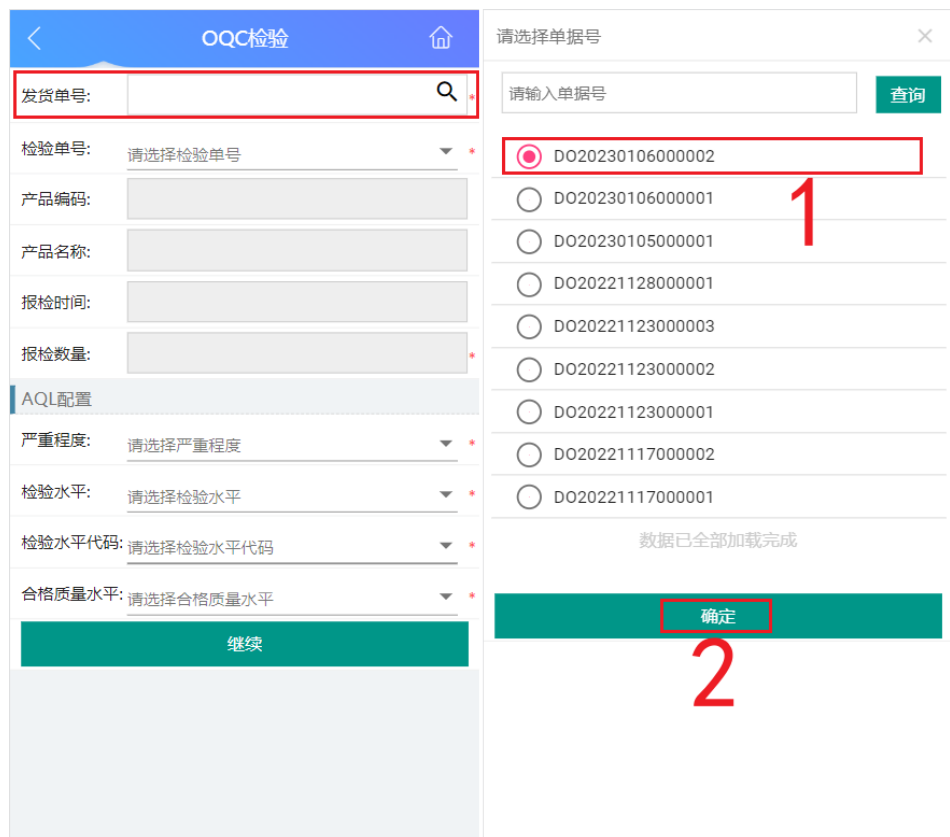 OQC检验
发货单号:
*
检验单号:
请选择检验单号
*
产品编码:
产品名称:
报检时间:
报检数量:
*
AQL配置
严重程度:
请选择严重程度
*
检验水平:
请选择检验水平
*
检验水平代码:
请选择检验水平代码
*
合格质量水平:
请选择合格质量水平
*
继续
请选择单据号
请输入单据号
查询
DO20230106000002
1
DO20230106000001
DO20230105000001
DO20221128000001
DO20221123000003
DO20221123000002
DO20221123000001
DO20221117000002
DO20221117000001
数据已全部加载完成
确定
2